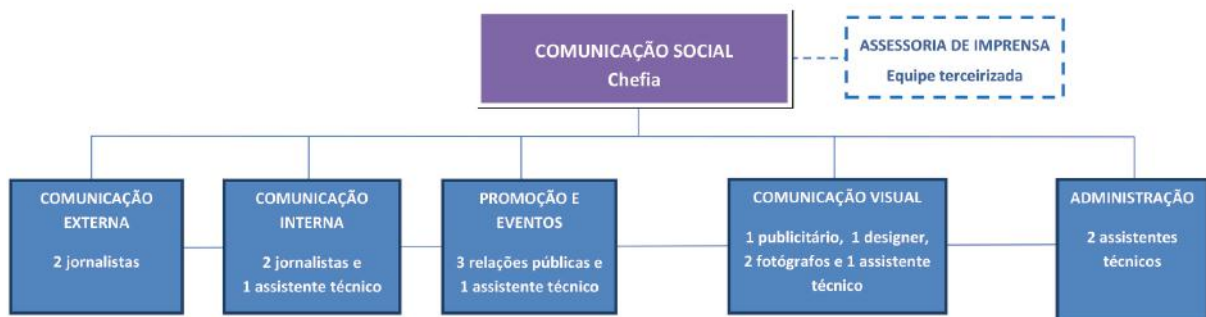 COMUNICAÇÃO SOCIAL
Chefia
ASSESSORIA DE IMPRENSA
Equipe terceirizada
COMUNICAÇÃO
EXTERNA
2 jornalistas
COMUNICAÇÃO
INTERNA
2 jornalistas e
1 assistente técnico
PROMOÇÃO E
EVENTOS
3 relações públicas e
1 assistente técnico
COMUNICAÇÃO VISUAL
1 publicitário, 1 designer,
2 fotógrafos e 1 assistente
técnico
ADMINISTRAÇÃO
2 assistentes
técnicos